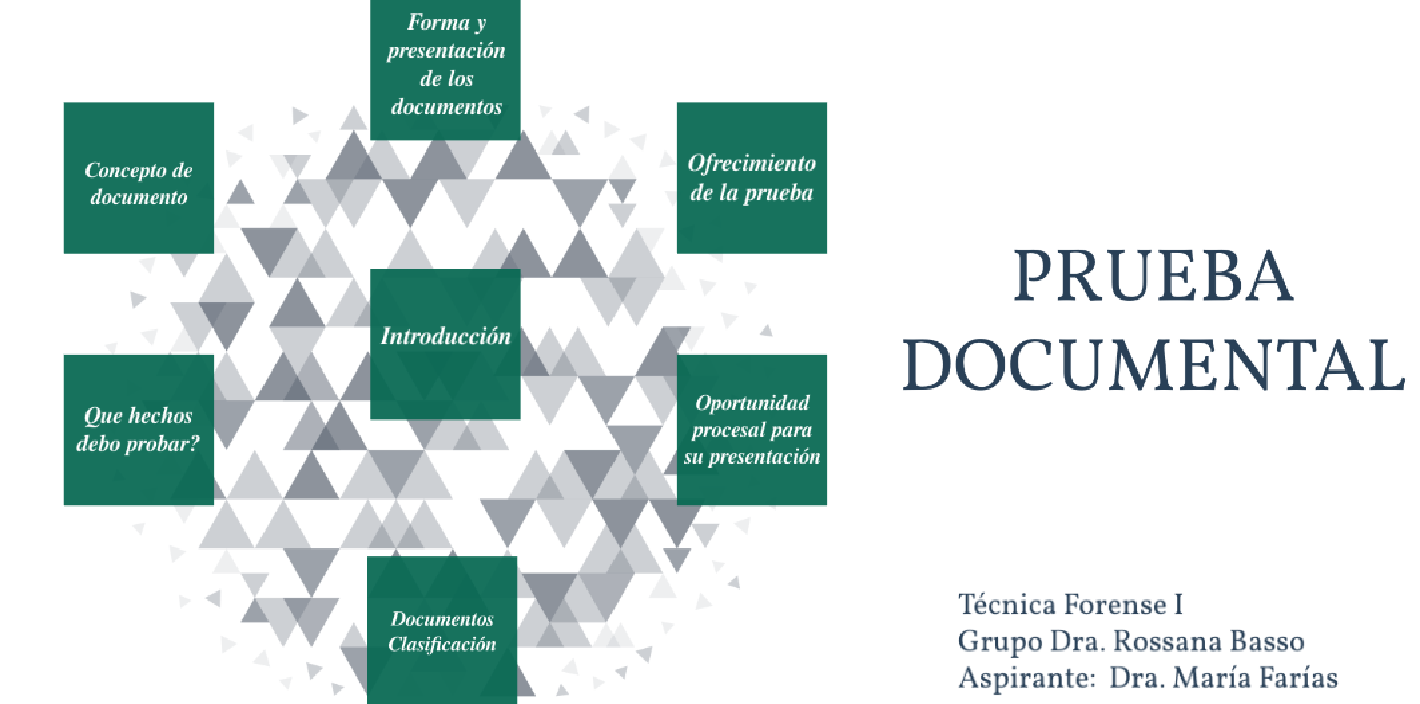 Forma y
presentación
de los
documentos
Concepto de
documento
Ofrecimiento
de la prueba
Introducción
Que hechos
debo probar?
Oportunidad
procesal para
su presentación
Documentos
Clasificación
PRUEBA
DOCUMENTAL
Técnica Forense I
Grupo Dra. Rossana Basso
Aspirante:  Dra. María Farías